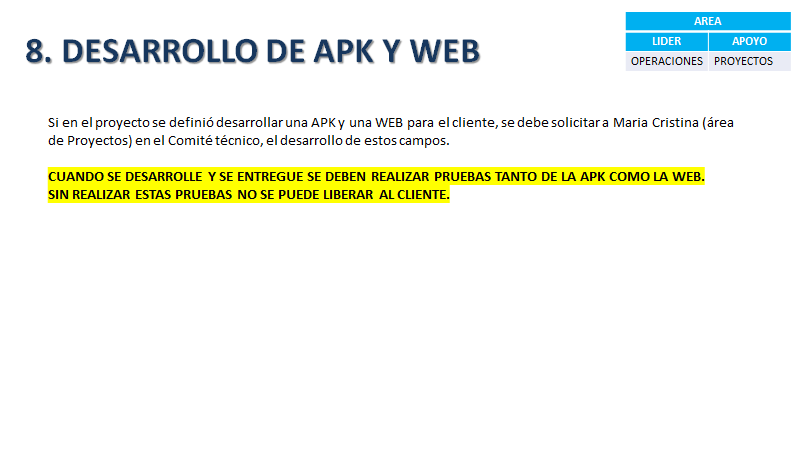 8. DESARROLLO DE APK Y WEB
AREA
LIDER APOYO
OPERACIONES PROYECTOS
Si en el proyecto se definió desarrollar una APK y una WEB para el cliente, se debe solicitar a Maria Cristina (área
de Proyectos) en el Comité técnico, el desarrollo de estos campos.
CUANDO SE DESARROLLE Y SE ENTREGUE SE DEBEN REALIZAR PRUEBAS TANTO DE LA APK COMO LA WEB.
SIN REALIZAR ESTAS PRUEBAS NO SE PUEDE LIBERAR AL CLIENTE.